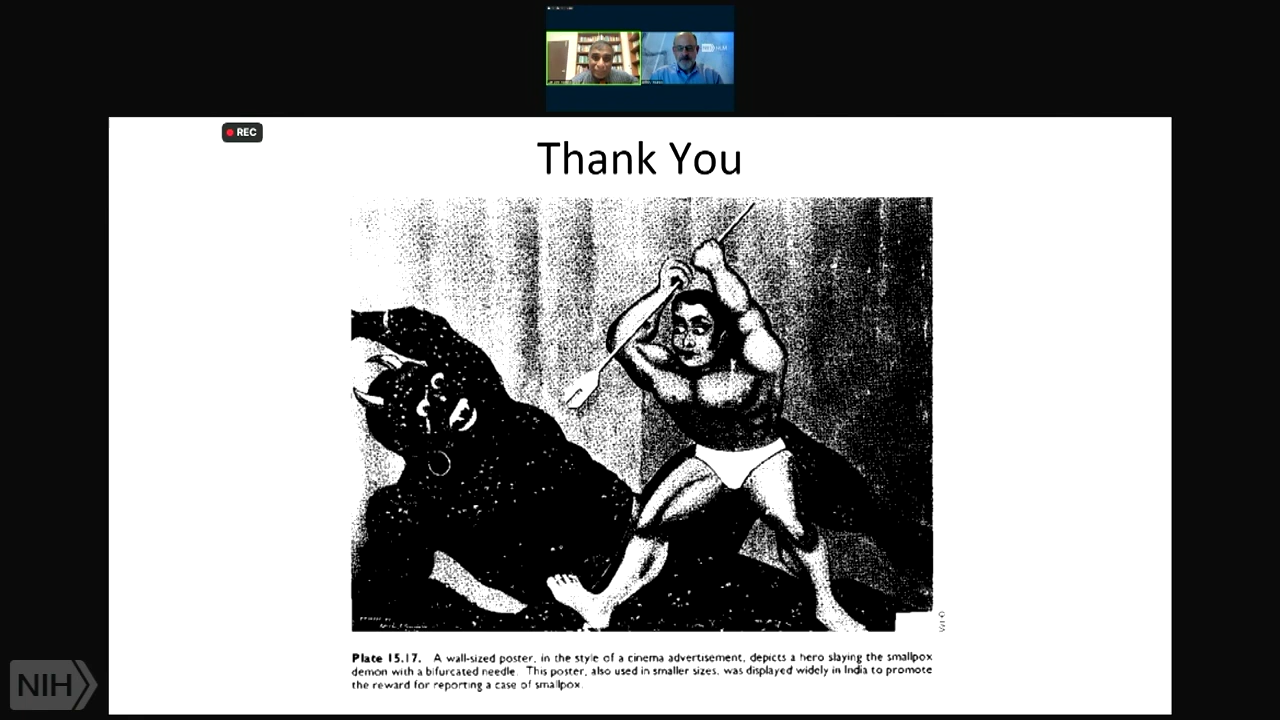 REC
Thank You
Plate 15.17. A wall-sized poster, in the style of a cinema advertisement, depicts a hero slaying the smallpox
demon with a bifurcated needle. This poster, also used in smaller sizes, was displayed widely in India to promote
the reward for reporting a case of smallpox.
NIH